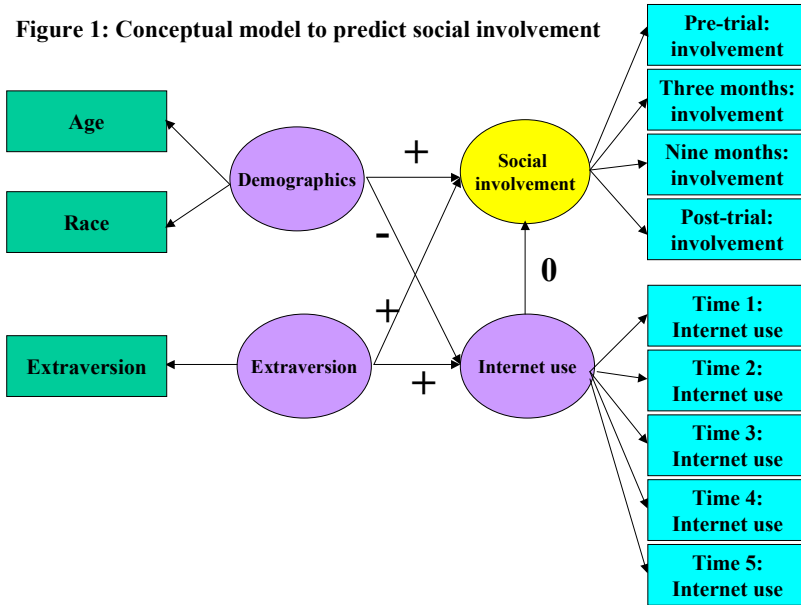 Figure 1: Conceptual model to predict social involvement
Pre-trial:
involvement
Three months:
involvement
Nine months:
involvement
Post-trial:
involvement
Age
Race
Demographics
+
Social
involvement
-
0
+
Extraversion
Extraversion
+
Internet use
Time 1:
Internet use
Time 2:
Internet use
Time 3:
Internet use
Time 4:
Internet use
Time 5:
Internet use